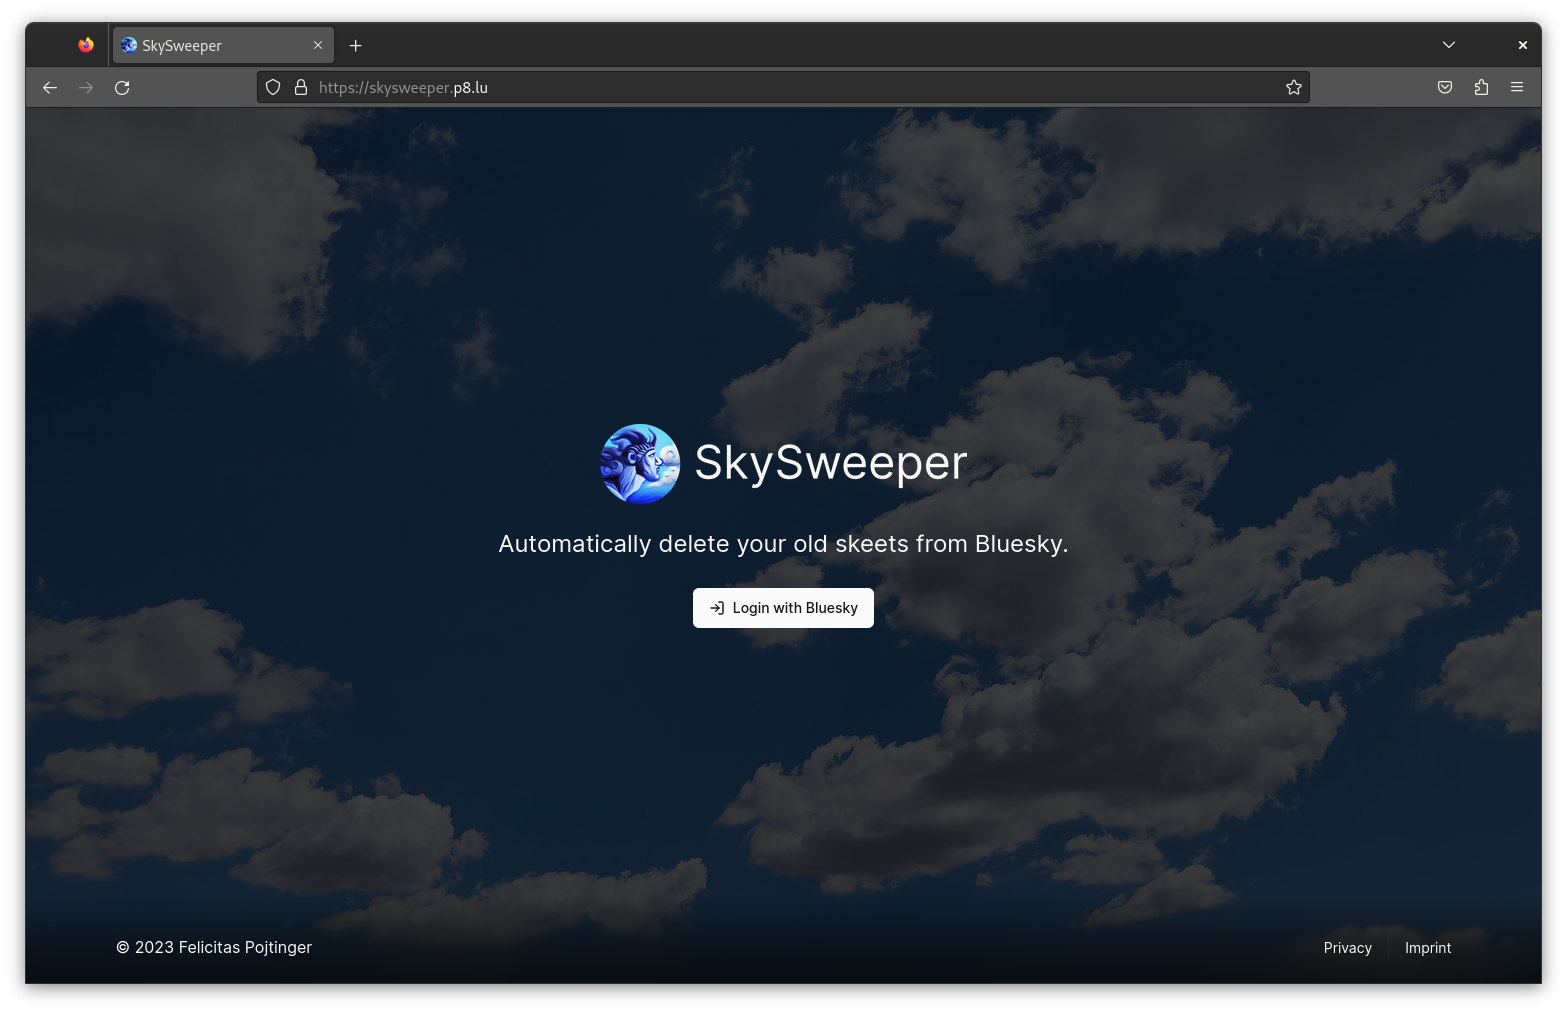 SkySweeper
https://skysweeper.p8.lu
SkySweeper
Automatically delete your old skeets from Bluesky.
Login with Bluesky
© 2023 Felicitas Pojtinger
Privacy
Imprint